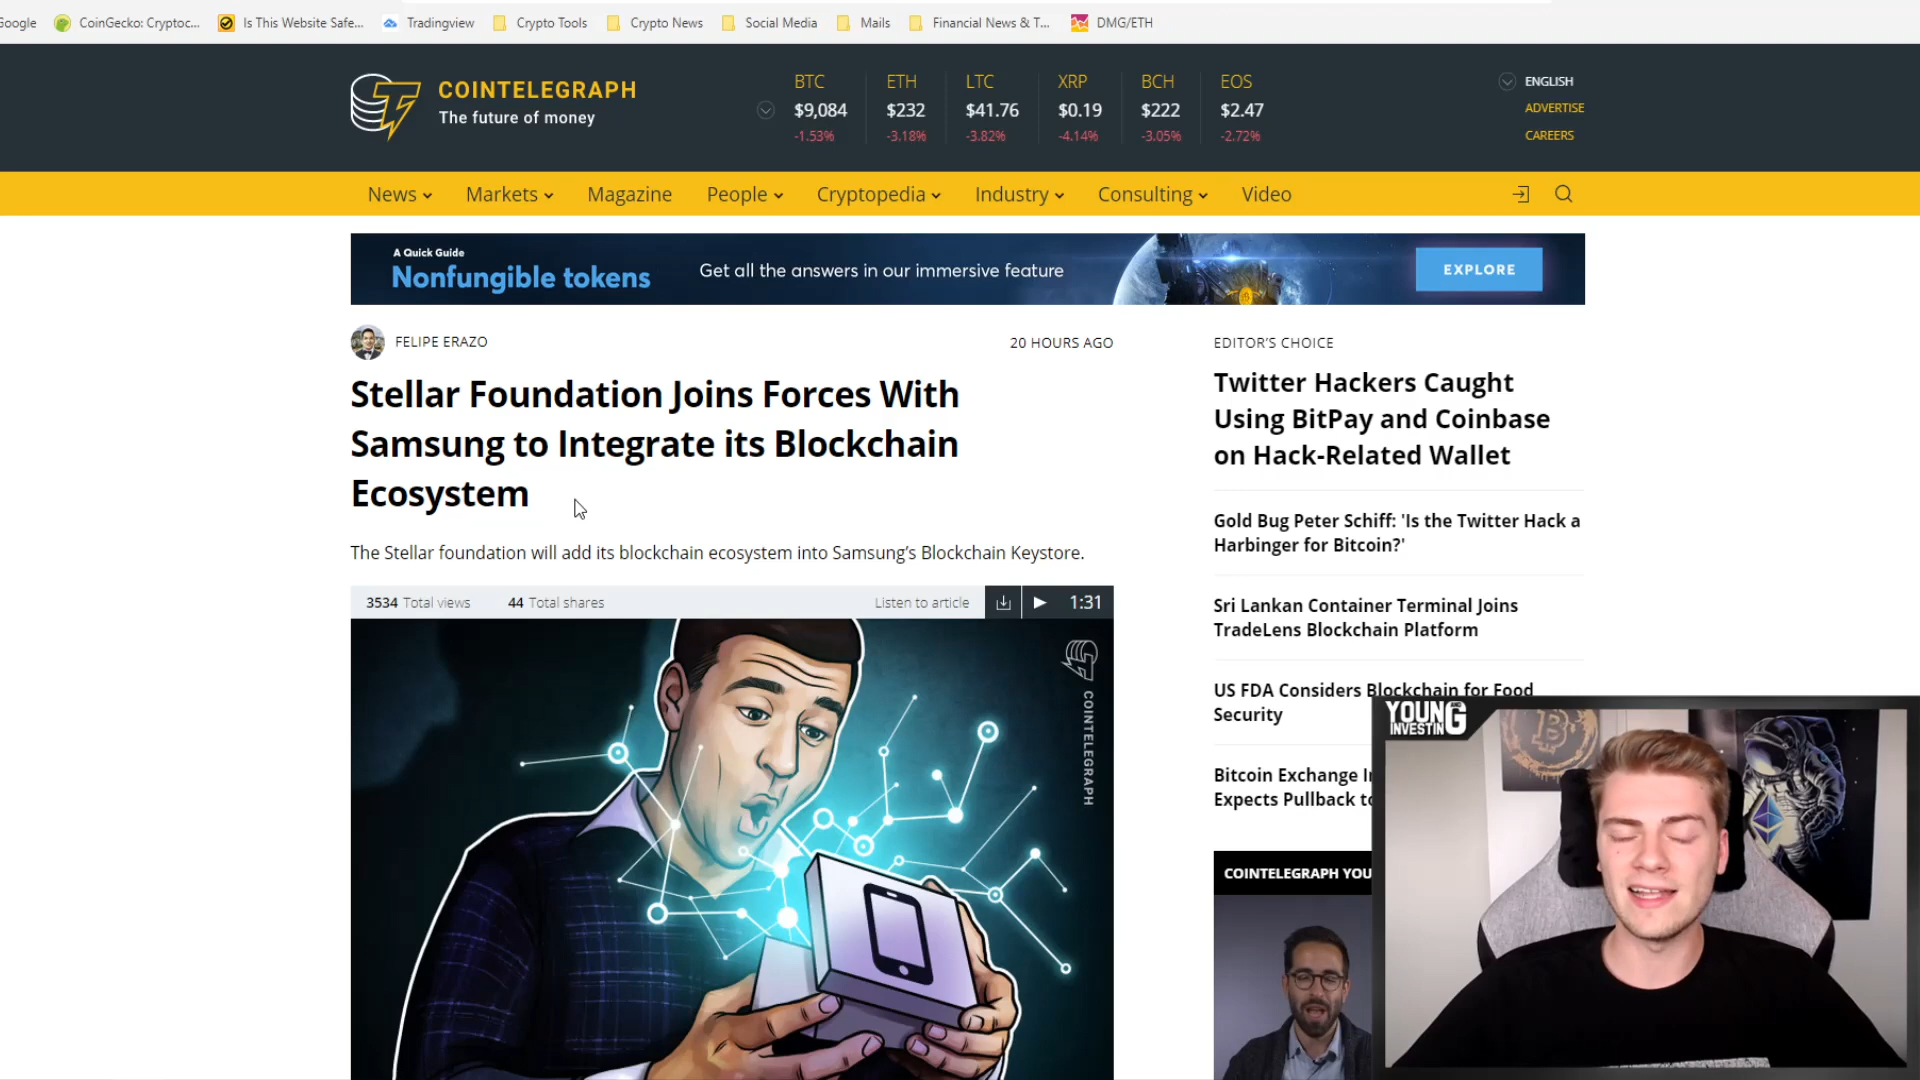 Google
CoinGecko: Cryptoc...
Is This Website Safe...
Tradingview
Crypto Tools
Crypto News
Social Media
Mails
Financial News & T...
DMG/ETH
COINTELEGRAPH
The future of money
BTC
$9,084
-1.53%
ETH
$232
-3.18%
LTC
$41.76
-3.82%
XRP
$0.19
-4.14%
BCH
$222
-3.05%
EOS
$2.47
-2.72%
ENGLISH
ADVERTISE
CAREERS
News
Markets
Magazine
People
Cryptopedia
Industry
Consulting
Video
A Quick Guide
Nonfungible tokens
Get all the answers in our immersive feature
EXPLORE
FELIPE ERAZO
20 HOURS AGO
Stellar Foundation Joins Forces With
Samsung to Integrate its Blockchain
Ecosystem
The Stellar foundation will add its blockchain ecosystem into Samsung's Blockchain Keystore.
3534 Total views
44 Total shares
Listen to article
1:31
COINTELEGRAPH
EDITOR'S CHOICE
Twitter Hackers Caught
Using BitPay and Coinbase
on Hack-Related Wallet
Gold Bug Peter Schiff: 'Is the Twitter Hack a
Harbinger for Bitcoin?'
Sri Lankan Container Terminal Joins
TradeLens Blockchain Platform
US FDA Considers Blockchain for Food
Security
Bitcoin Exchange
Expects Pullback
COINTELEGRAPH YOU
YOUNG
AND
INVESTING